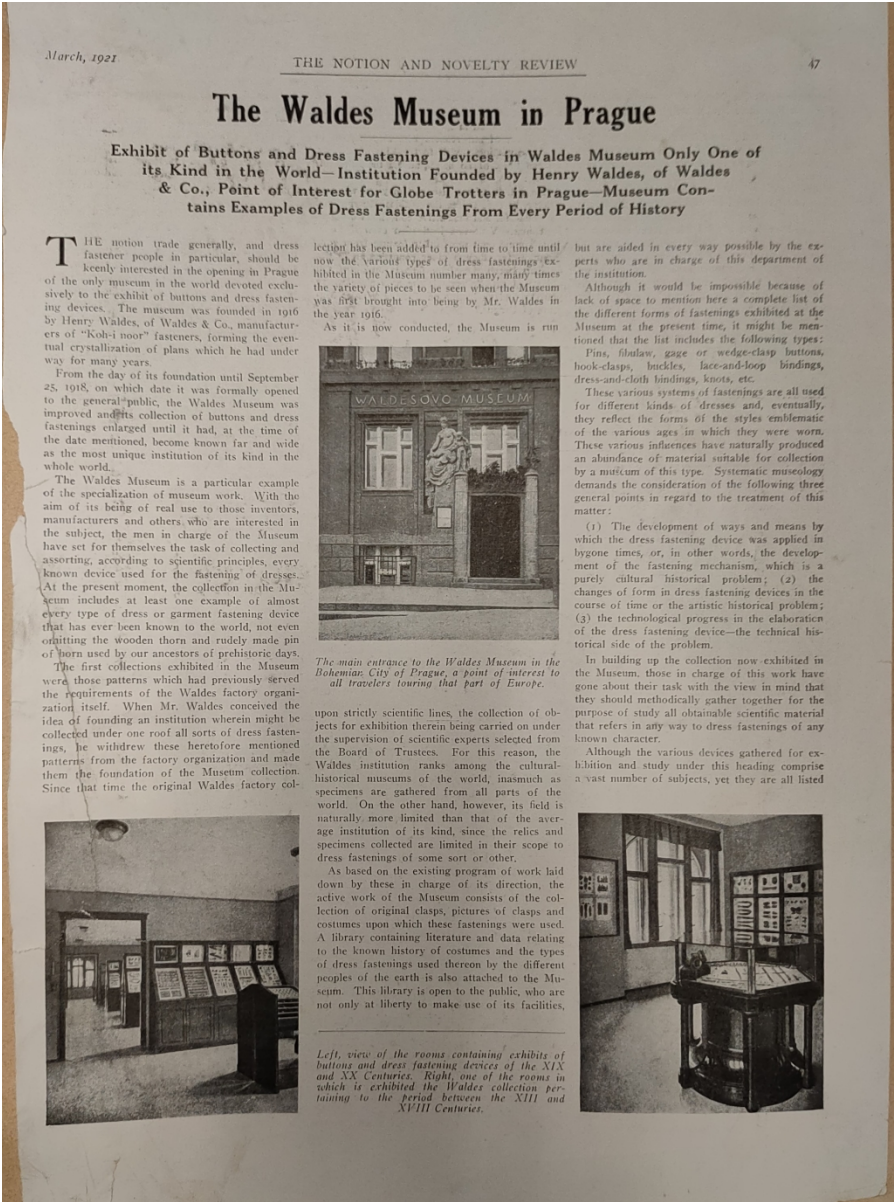 March, 1921
THE NOTION AND NOVELTY REVIEW
47
The Waldes Museum in Prague
Exhibit of Buttons and Dress Fastening Devices in Waldes Museum Only One of
its Kind in the World—Institution Founded by Henry Waldes, of Waldes
& Co., Point of Interest for Globe Trotters in Prague—Museum Con-
tains Examples of Dress Fastenings From Every Period of History
THE notion trade generally, and dress
fastener people in particular, should be
keenly interested in the opening in Prague
of the only museum in the world devoted exclu-
sively to the exhibit of buttons and dress fasten-
ing devices. The museum was founded in 1916
by Henry Waldes, of Waldes & Co., manufactur-
ers of "Koh-i noor" fasteners, forming the even-
tual crystallization of plans which he had under
way for many years.
From the day of its foundation until September
25, 1918, on which date it was formally opened
to the general public, the Waldes Museum was
improved and its collection of buttons and dress
fastenings enlarged until it had, at the time of
the date mentioned, become known far and wide
as the most unique institution of its kind in the
whole world.
The Waldes Museum is a particular example
of the specialization of museum work. With the
aim of its being of real use to those inventors,
manufacturers and others who are interested in
the subject, the men in charge of the Museum
have set for themselves the task of collecting and
assorting, according to scientific principles, every
known device used for the fastening of dresses.
At the present moment, the collection in the Mu-
seum includes at least one example of almost
every type of dress or garment fastening device
that has ever been known to the world, not even
omitting the wooden thorn and rudely made pin
of horn used by our ancestors of prehistoric days.
The first collections exhibited in the Museum
were those patterns which had previously served
the requirements of the Waldes factory organi-
zation itself. When Mr. Waldes conceived the
idea of founding an institution wherein might be
collected under one roof all sorts of dress fasten-
ings, he withdrew these heretofore mentioned
patterns from the factory organization and made
them the foundation of the Museum collection.
Since that time the original Waldes factory col-
lection has been added to from time to time until
now the various types of dress fastenings ex-
hibited in the Museum number many, many times
the variety of pieces to be seen when the Museum
was first brought into being by Mr. Waldes in
the year 1916.
As it is now conducted, the Museum is run
WALDESOVO MUSEUM
The main entrance to the Waldes Museum in the
Bohemian City of Prague, a point of interest to
all travelers touring that part of Europe.
upon strictly scientific lines, the collection of ob-
jects for exhibition therein being carried on under
the supervision of scientific experts selected from
the Board of Trustees. For this reason, the
Waldes institution ranks among the cultural-
historical museums of the world, inasmuch as
specimens are gathered from all parts of the
world. On the other hand, however, its field is
naturally more limited than that of the aver-
age institution of its kind, since the relics and
specimens collected are limited in their scope to
dress fastenings of some sort or other.
As based on the existing program of work laid
down by these in charge of its direction, the
active work of the Museum consists of the col-
lection of original clasps, pictures of clasps and
costumes upon which these fastenings were used.
A library containing literature and data relating
to the known history of costumes and the types
of dress fastenings used thereon by the different
peoples of the earth is also attached to the Mu-
seum. This library is open to the public, who are
not only at liberty to make use of its facilities,
Left, view of the rooms containing exhibits of
buttons and dress fastening devices of the XIX
and XX Centuries. Right, one of the rooms in
which is exhibited the Waldes collection per-
taining to the period between the XIII and
XVIII Centuries.
but are aided in every way possible by the ex-
perts who are in charge of this department of
the institution.
Although it would be impossible because of
lack of space to mention here a complete list of
the different forms of fastenings exhibited at the
Museum at the present time, it might be men-
tioned that the list includes the following types:
Pins, fibulaw, gage or wedge-clasp buttons,
hook-clasps, buckles, lace-and-loop bindings,
dress-and-cloth bindings, knots, etc.
These various systems of fastenings are all used
for different kinds of dresses and, eventually,
they reflect the forms of the styles emblematic
of the various ages in which they were worn.
These various influences have naturally produced
an abundance of material suitable for collection
by a museum of this type. Systematic museology
demands the consideration of the following three
general points in regard to the treatment of this
matter:
(1) The development of ways and means by
which the dress fastening device was applied in
bygone times, or, in other words, the develop-
ment of the fastening mechanism, which is a
purely cultural historical problem; (2) the
changes of form in dress fastening devices in the
course of time or the artistic historical problem;
(3) the technological progress in the elaboration
of the dress fastening device—the technical his-
torical side of the problem.
In building up the collection now exhibited in
the Museum, those in charge of this work have
gone about their task with the view in mind that
they should methodically gather together for the
purpose of study all obtainable scientific material
that refers in any way to dress fastenings of any
known character.
Although the various devices gathered for ex-
hibition and study under this heading comprise
a vast number of subjects, yet they are all listed